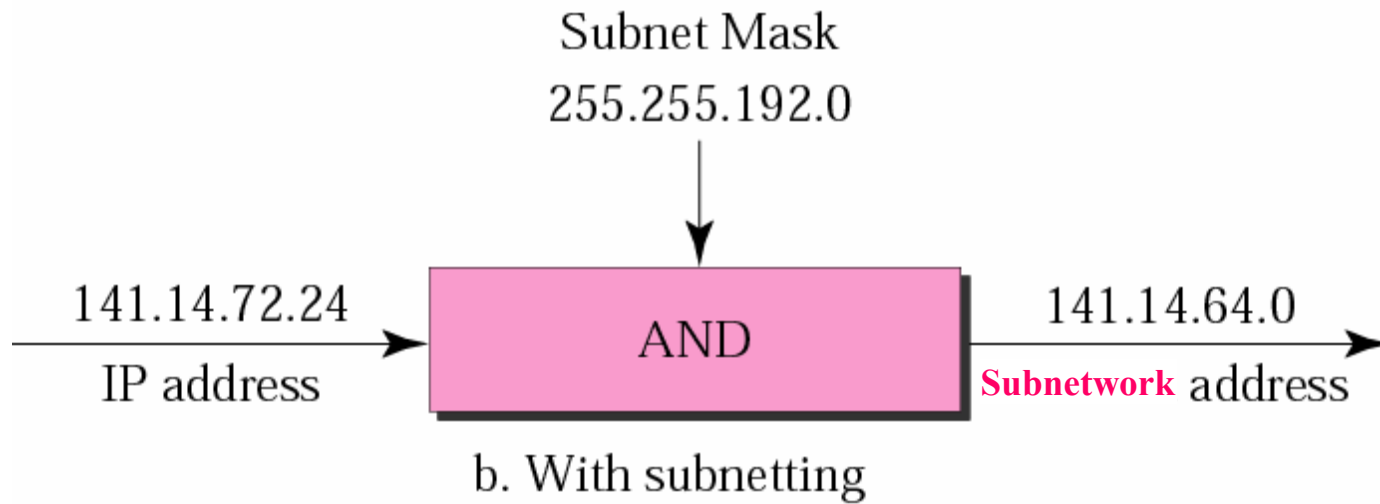 Subnet Mask
255.255.192.0
141.14.72.24
IP address
AND
141.14.64.0
Subnetwork address
b. With subnetting